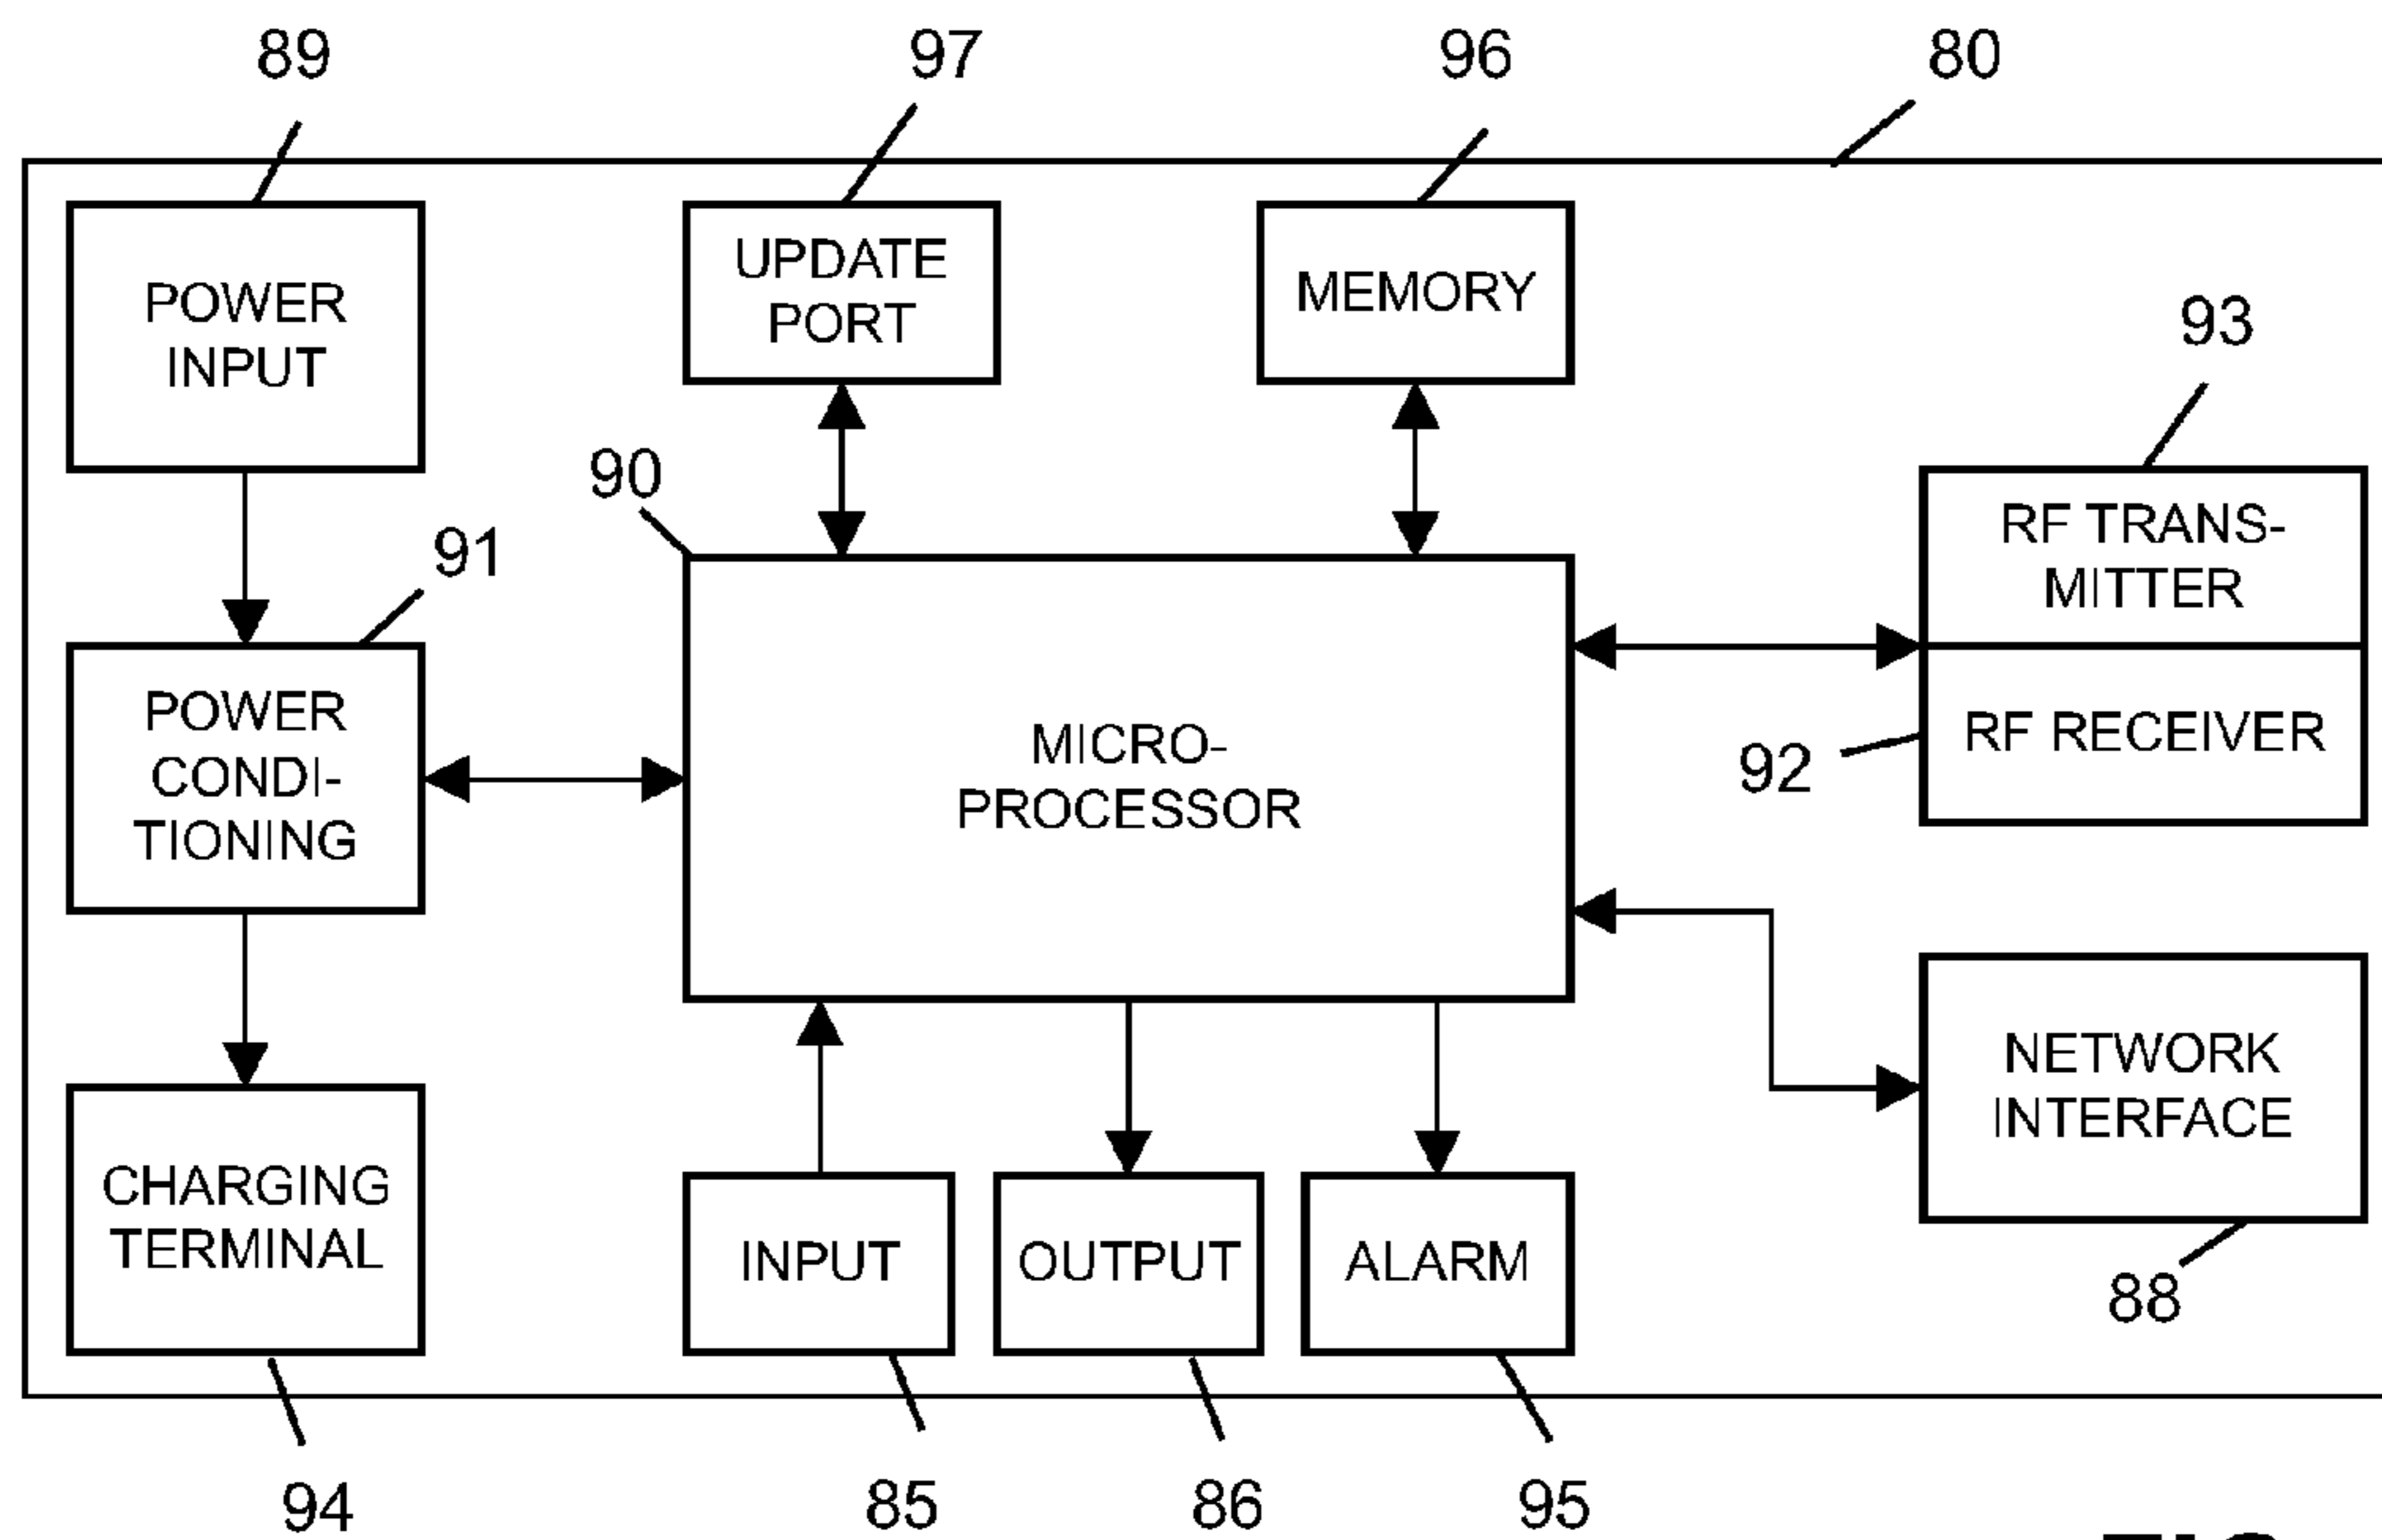 89
97
96
80
POWER
INPUT
UPDATE
PORT
MEMORY
93
90
91
RF TRANS-
MITTER
RF RECEIVER
92
POWER
CONDI-
TIONING
MICRO-
PROCESSOR
NETWORK
INTERFACE
88
CHARGING
TERMINAL
INPUT
OUTPUT
ALARM
94
85
86
95